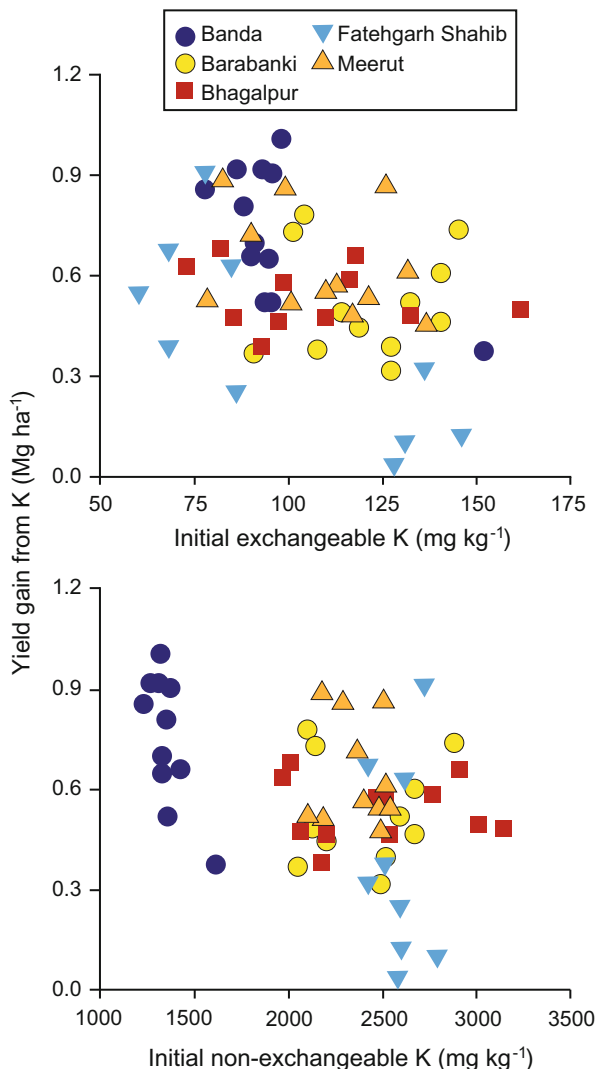 Banda
Barabanki
Bhagalpur
Fatehgarh Shahib
Meerut
1.2
0.9
0.6
0.3
0.0
50 75 100 125 150 175
Initial exchangeable K (mg kg⁻¹)
Yield gain from K (Mg ha⁻¹)
1.2
0.9
0.6
0.3
0.0
1000 1500 2000 2500 3000 3500
Initial non-exchangeable K (mg kg⁻¹)